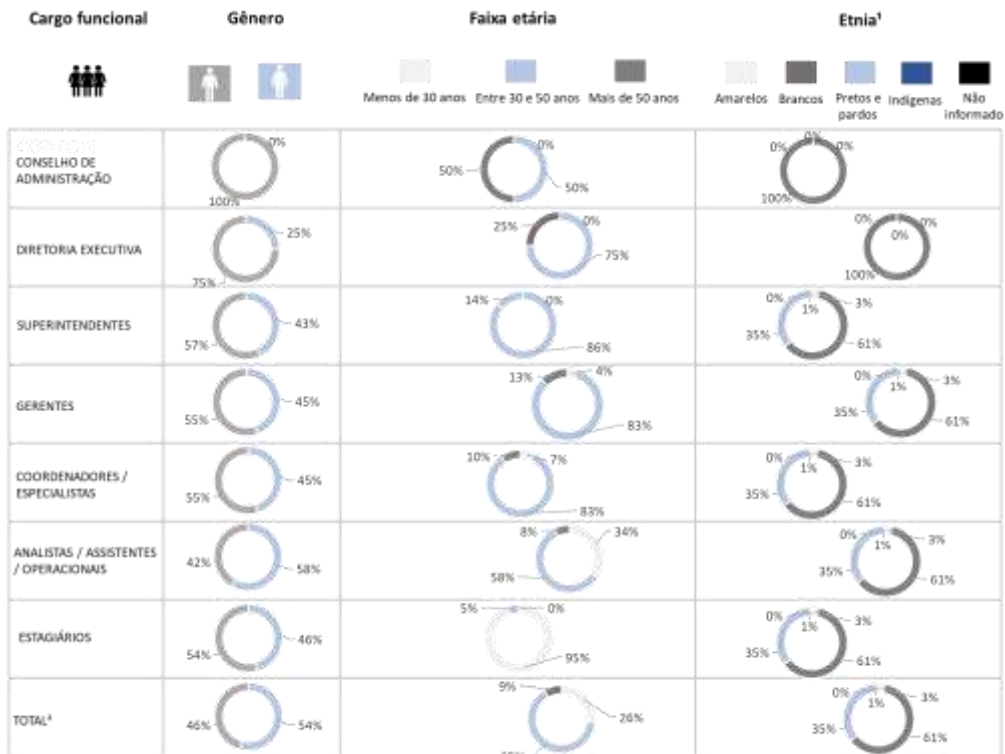 Cargo funcional Gênero Faixa etária Etnia¹
Menos de 30 anos Entre 30 e 50 anos Mais de 50 anos Amarelos Brancos Pretos e pardos Indígenas Não informado
CONSELHO DE ADMINISTRAÇÃO
0% 100%
0% 50% 50%
0% 0% 0% 100%
DIRETORIA EXECUTIVA
25% 75%
25% 0% 75%
0% 0% 0% 100%
SUPERINTENDENTES
43% 57%
14% 0% 86%
0% 1% 3% 35% 61%
GERENTES
45% 55%
13% 4% 83%
0% 1% 3% 35% 61%
COORDENADORES /
ESPECIALISTAS
45% 55%
10% 7% 83%
0% 1% 3% 35% 61%
ANALISTAS / ASSISTENTES
/ OPERACIONAIS
42% 58%
8% 34% 58%
0% 1% 3% 35% 61%
ESTAGIÁRIOS
46% 54%
5% 0% 95%
0% 1% 3% 35% 61%
TOTAL²
46% 54%
9% 26%
0% 1% 3% 35% 61%